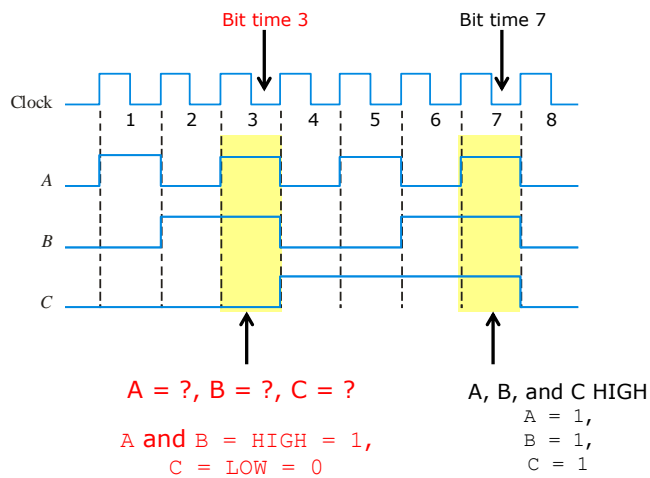 Bit time 3
Bit time 7
Clock
1 2 3 4 5 6 7 8
A
B
C
A = ?, B = ?, C = ?
A and B = HIGH = 1,
C = LOW = 0
A, B, and C HIGH
A = 1,
B = 1,
C = 1